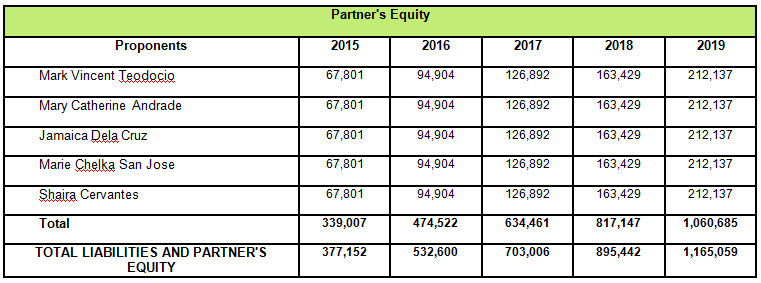 Partner's Equity
Proponents 2015 2016 2017 2018 2019
Mark Vincent Teodocio 67,801 94,904 126,892 163,429 212,137
Mary Catherine Andrade 67,801 94,904 126,892 163,429 212,137
Jamaica Dela Cruz 67,801 94,904 126,892 163,429 212,137
Marie Chelka San Jose 67,801 94,904 126,892 163,429 212,137
Shaira Cervantes 67,801 94,904 126,892 163,429 212,137
Total 339,007 474,522 634,461 817,147 1,060,685
TOTAL LIABILITIES AND PARTNER'S 377,152 532,600 703,006 895,442 1,165,059
EQUITY